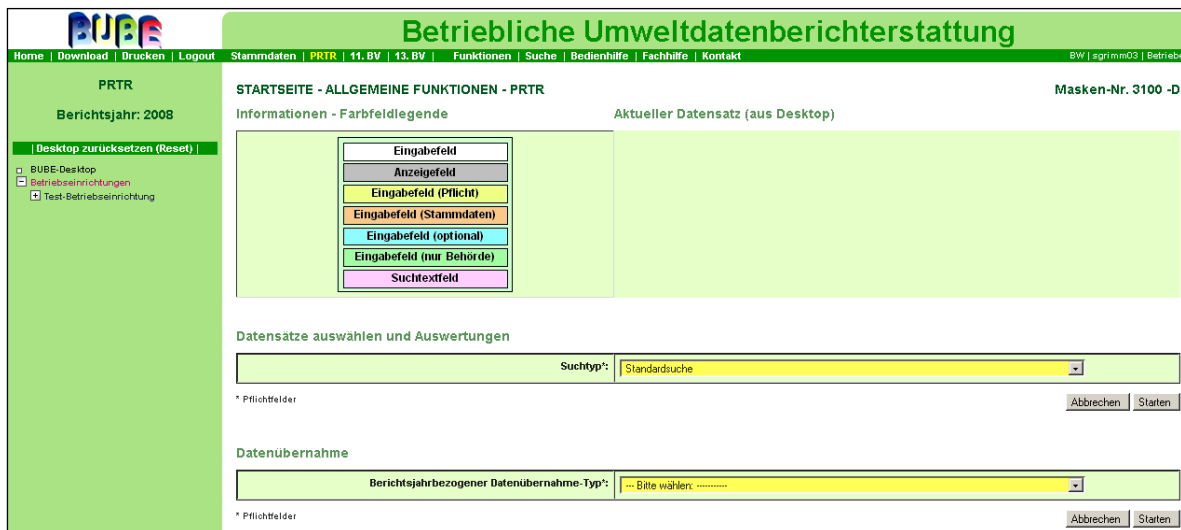 BUBE
Betriebliche Umweltdatenberichterstattung
Home | Download | Drucken | Logout
Stammdaten | PRTR | 11. BV | 13. BV | Funktionen | Suche | Bedienhilfe | Fachhilfe | Kontakt
BW | sgrimm03 | Betriebe
PRTR
Berichtsjahr: 2008
| Desktop zurücksetzen (Reset) |
BUBE-Desktop
Betriebseinrichtungen
Test-Betriebseinrichtung
STARTSEITE - ALLGEMEINE FUNKTIONEN - PRTR
Masken-Nr. 3100 -D
Informationen - Farbfeldlegende
Aktueller Datensatz (aus Desktop)
Eingabefeld
Anzeigefeld
Eingabefeld (Pflicht)
Eingabefeld (Stammdaten)
Eingabefeld (optional)
Eingabefeld (nur Behörde)
Suchtextfeld
Datensätze auswählen und Auswertungen
Suchtyp*: Standardsuche
* Pflichtfelder
Abbrechen Starten
Datenübernahme
Berichtsjahrbezogener Datenübernahme-Typ*: --- Bitte wählen: -----------
* Pflichtfelder
Abbrechen Starten